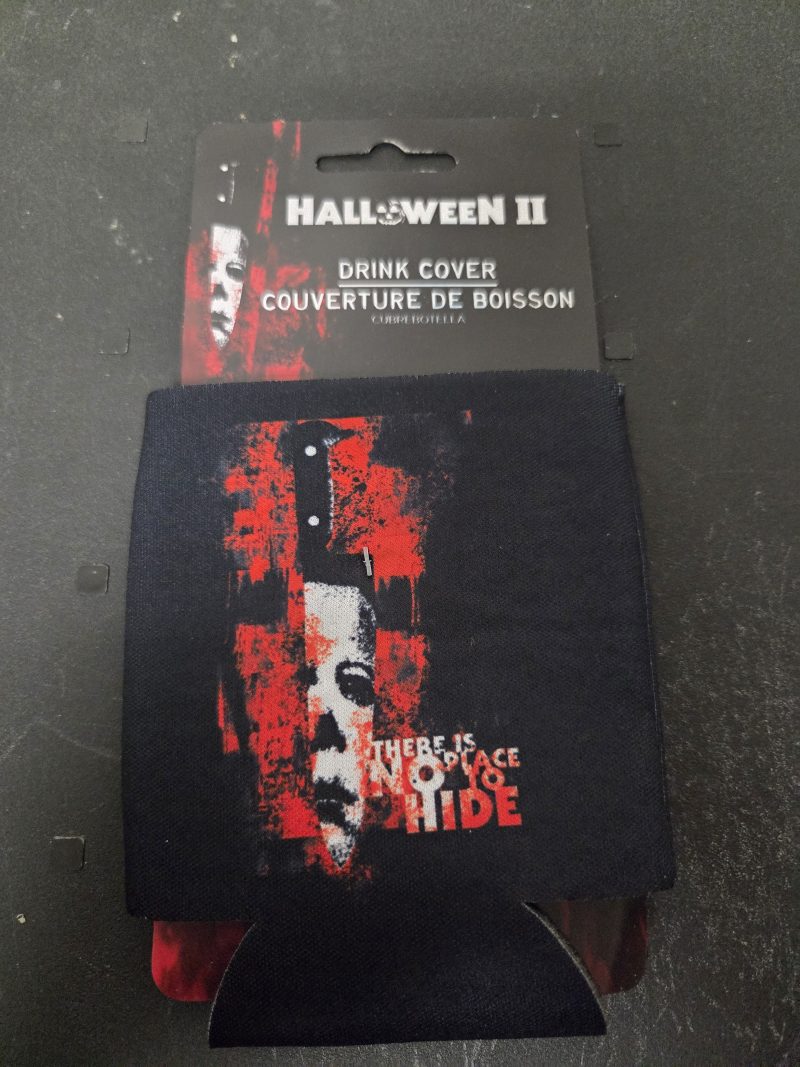 HALLOWEEN II
DRINK COVER
COUVERTURE DE BOISSON
CUBREBOTELLA
THERE IS
NO PLACE
TO
HIDE